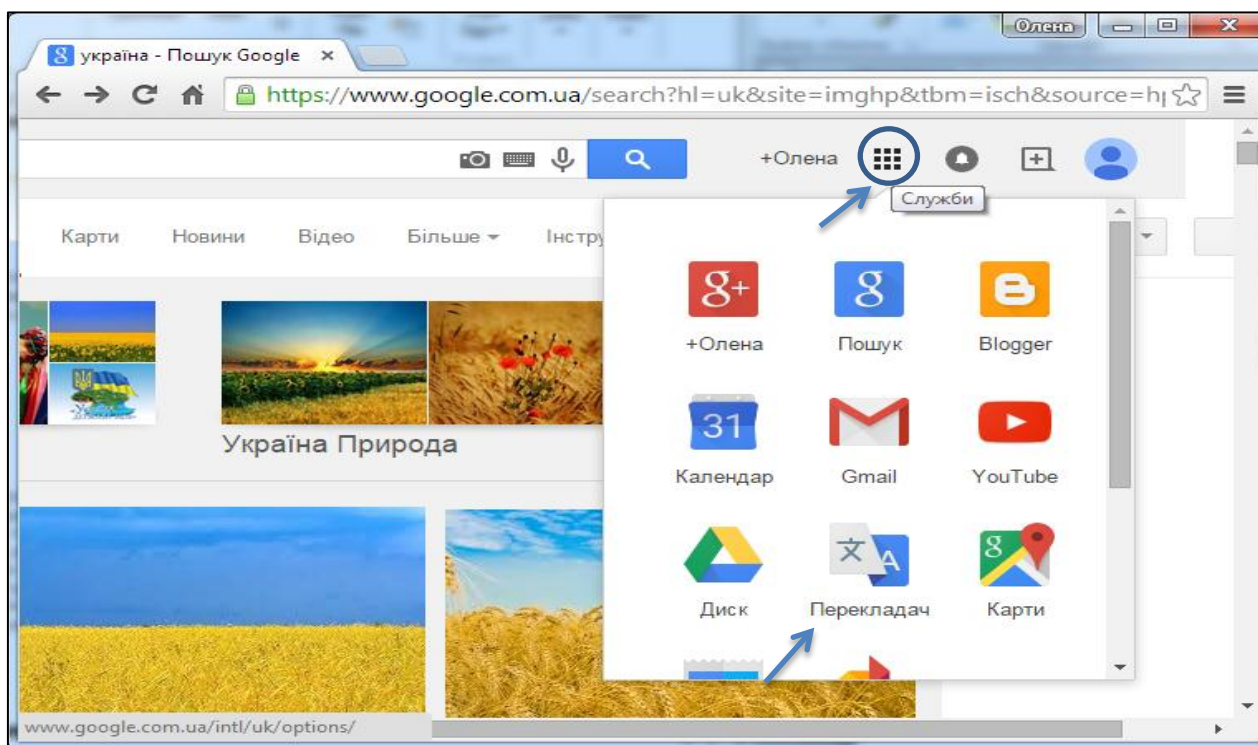 Олена
україна - Пошук Google
https://www.google.com.ua/search?hl=uk&site=imghp&tbm=isch&source=h
+Олена
Служби
Карти Новини Відео Більше Інстру
g+ g B
+Олена Пошук Blogger
31
Календар Gmail YouTube
文 A g
Диск Перекладач Карти
Україна Природа
www.google.com.ua/intl/uk/options/